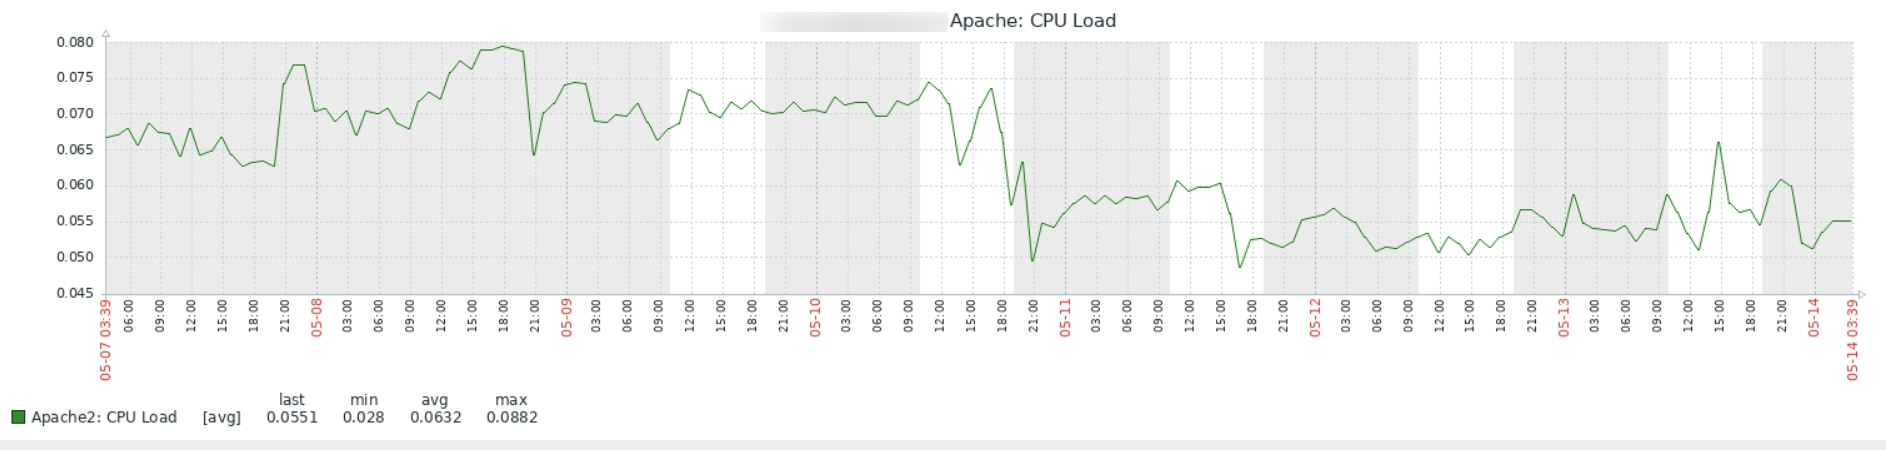 Apache: CPU Load
0.080
0.075
0.070
0.065
0.060
0.055
0.050
0.045
05-07 03:39 06:00 09:00 12:00 15:00 18:00 21:00 05-08 03:00 06:00 09:00 12:00 15:00 18:00 21:00 05-09 03:00 06:00 09:00 12:00 15:00 18:00 21:00 05-10 03:00 06:00 09:00 12:00 15:00 18:00 21:00 05-11 03:00 06:00 09:00 12:00 15:00 18:00 21:00 05-12 03:00 06:00 09:00 12:00 15:00 18:00 21:00 05-13 03:00 06:00 09:00 12:00 15:00 18:00 21:00 05-14 05-14 03:39
last min avg max
Apache2: CPU Load [avg] 0.0551 0.028 0.0632 0.0882